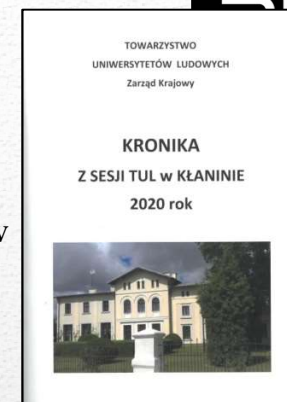 TOWARZYSTWO
UNIWERSYTETÓW LUDOWYCH
Zarząd Krajowy
KRONIKA
Z SESJI TUL w KŁANINIE
2020 rok